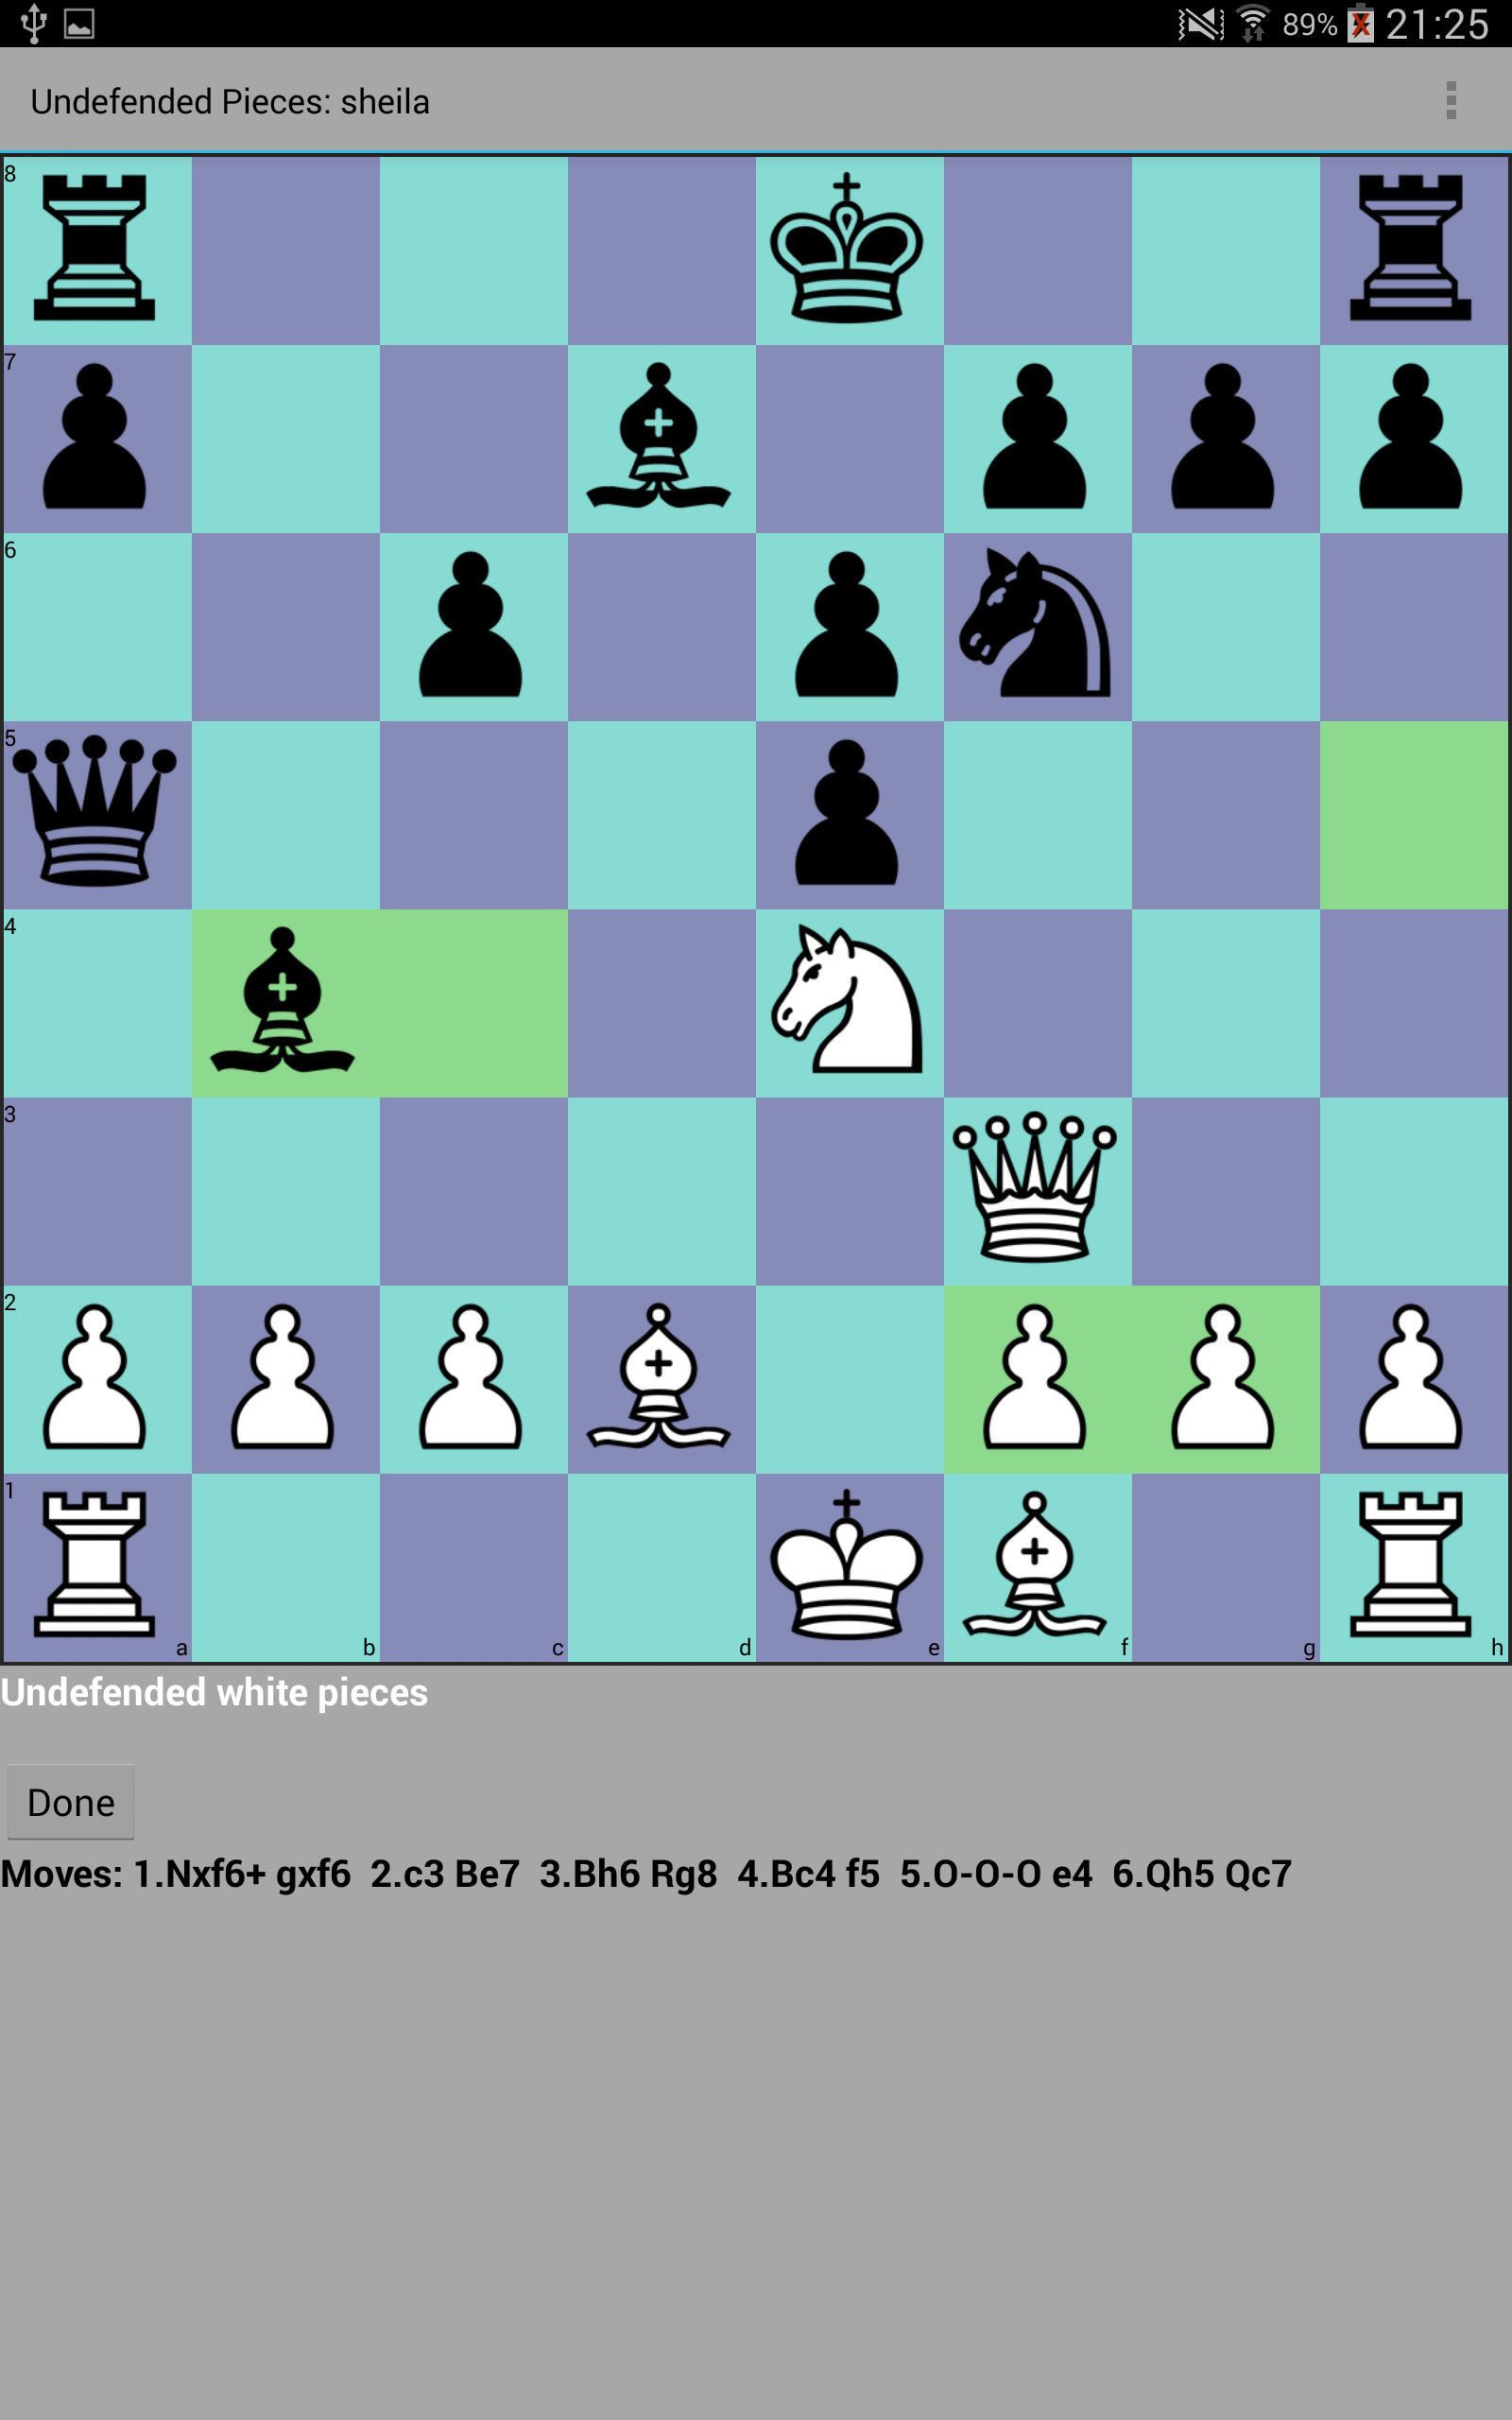 89% 21:25
Undefended Pieces: sheila
8
7
6
5
4
3
2
1
a b c d e f g h
Undefended white pieces
Done
Moves: 1.Nxf6+ gxf6 2.c3 Be7 3.Bh6 Rg8 4.Bc4 f5 5.O-O-O e4 6.Qh5 Qc7